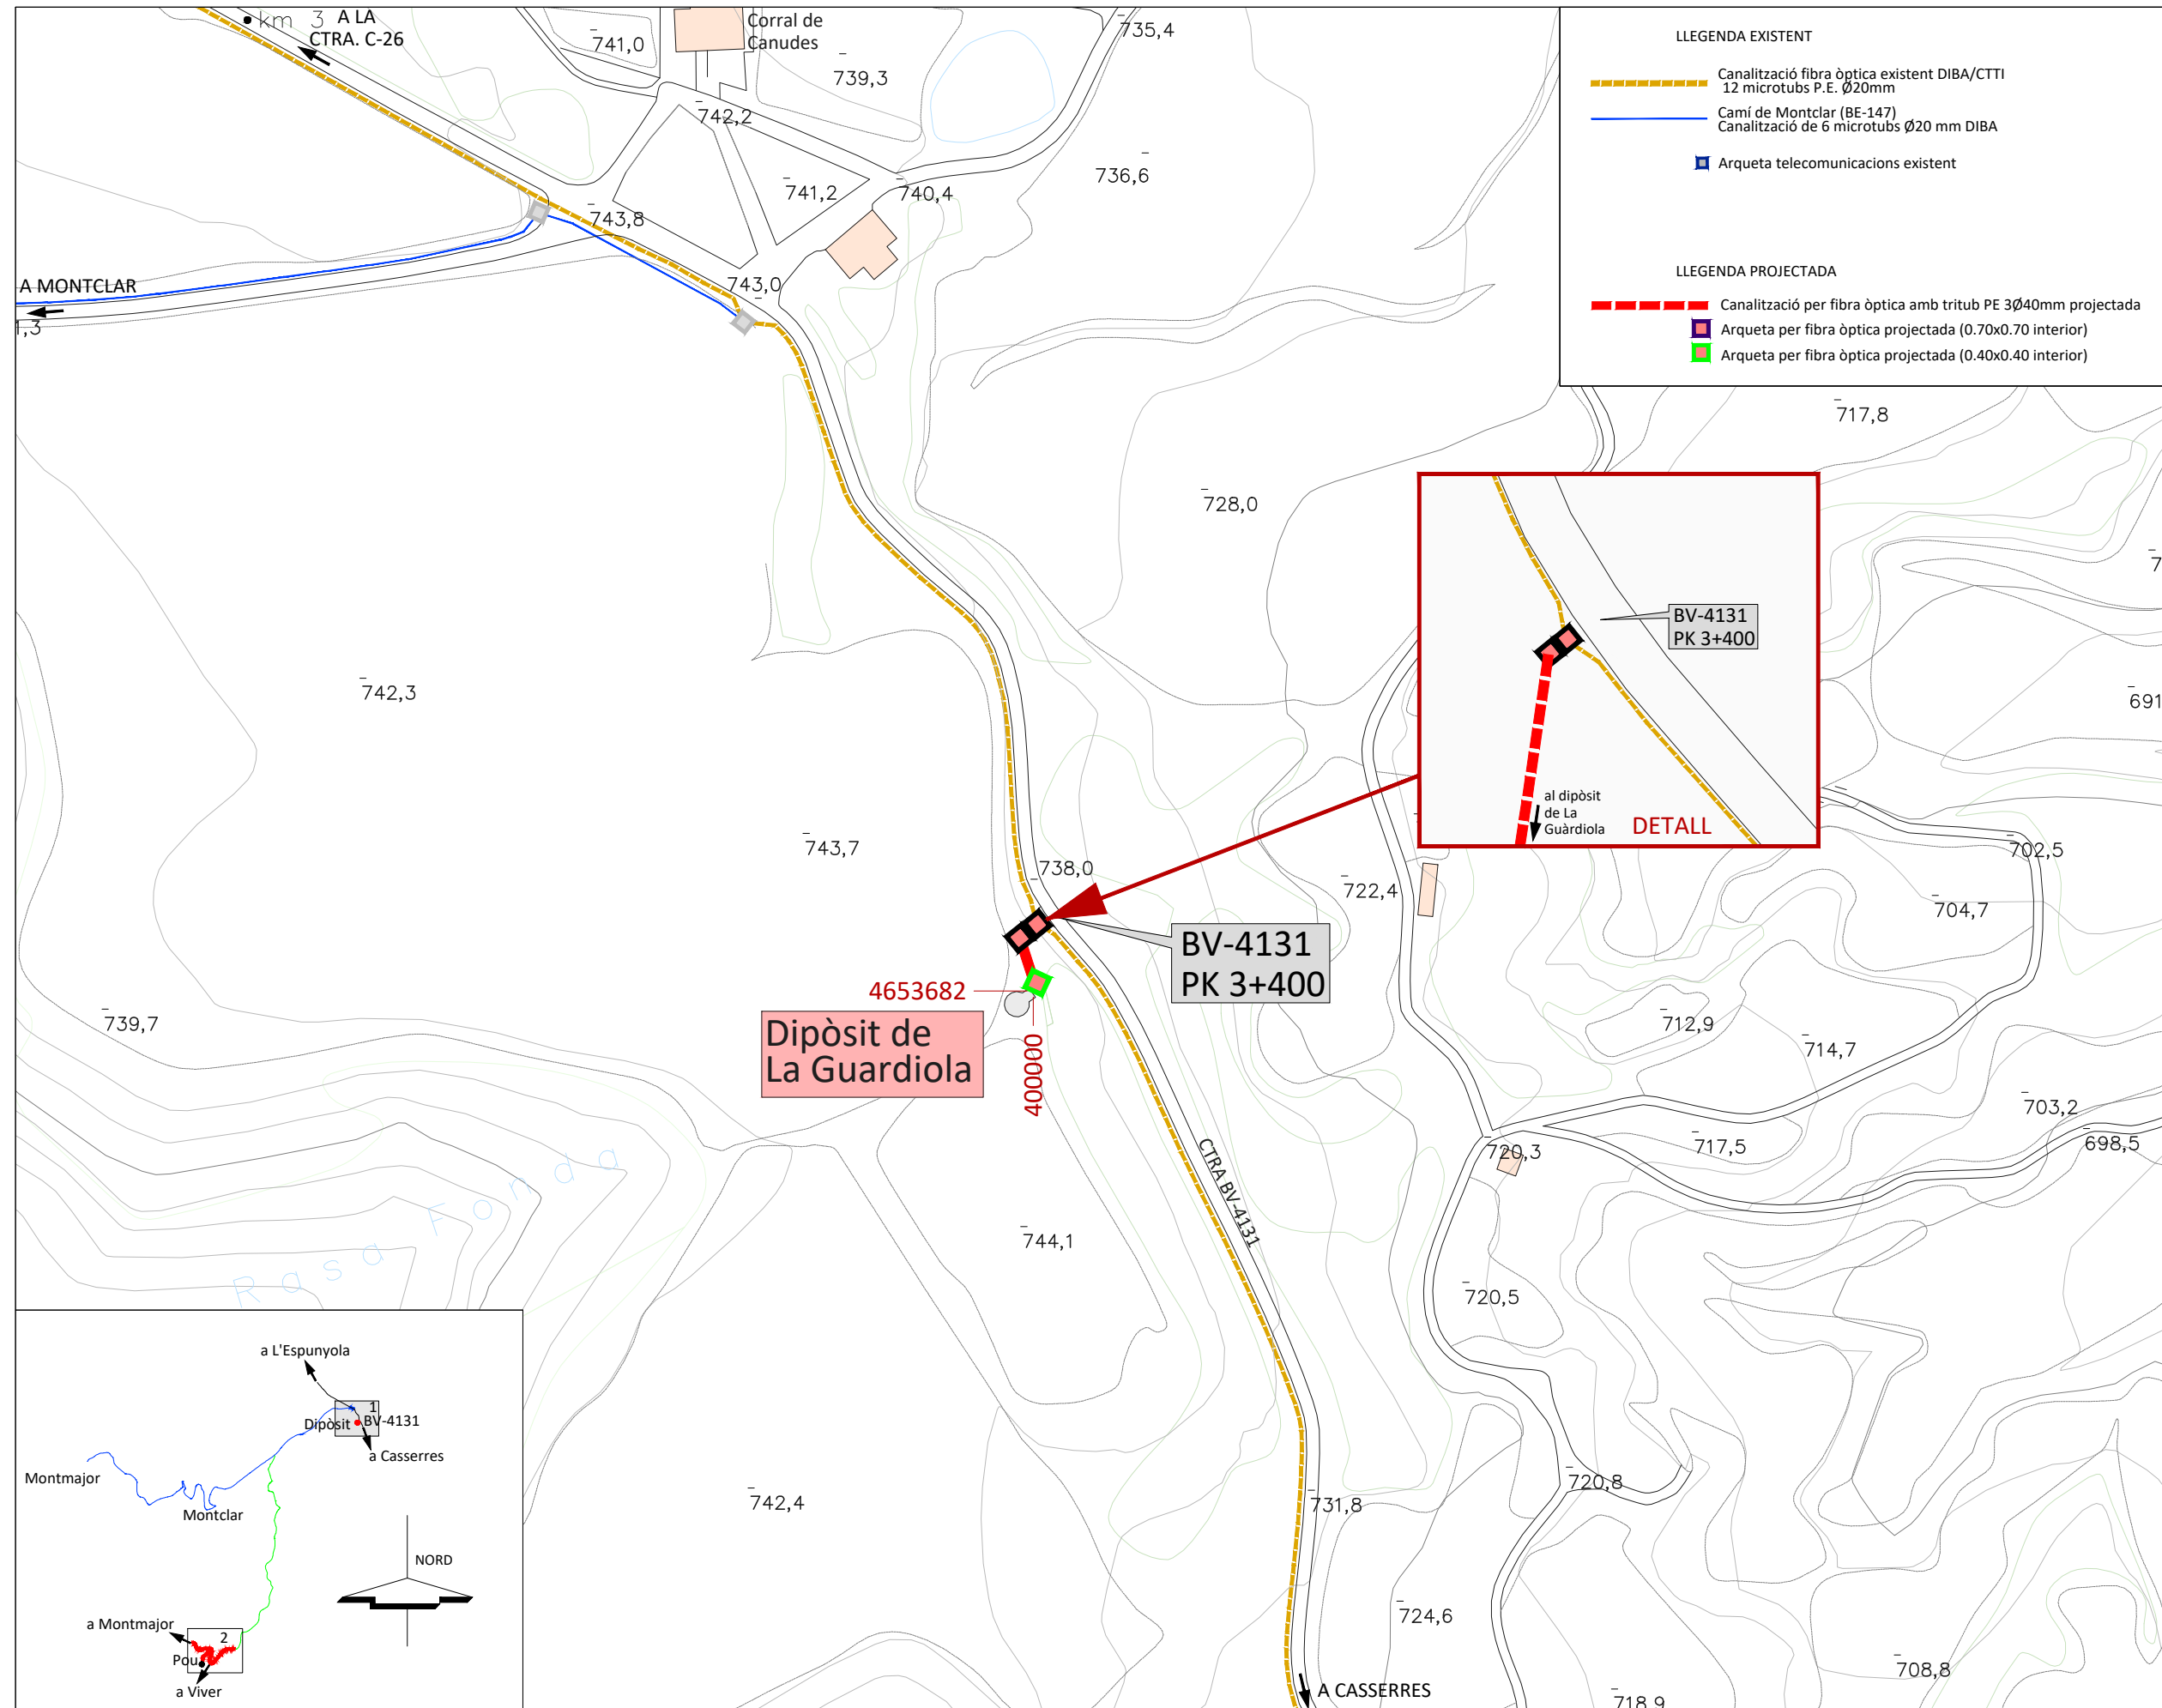 km 3
A LA
CTRA. C-26
741,0
Corral de
Canudes
739,3
735,4
742,2
741,2
740,4
736,6
743,8
743,0
A MONTCLAR
1,3
LLEGENDA EXISTENT
Canalització fibra òptica existent DIBA/CTTI
12 microtubs P.E. Ø20mm
Camí de Montclar (BE-147)
Canalització de 6 microtubs Ø20 mm DIBA
Arqueta telecomunicacions existent
LLEGENDA PROJECTADA
Canalització per fibra òptica amb tritub PE 3Ø40mm projectada
Arqueta per fibra òptica projectada (0.70x0.70 interior)
Arqueta per fibra òptica projectada (0.40x0.40 interior)
717,8
728,0
7
691
742,3
743,7
738,0
722,4
BV-4131
PK 3+400
al dipòsit
de La
Guàrdiola
DETALL
702,5
704,7
BV-4131
PK 3+400
4653682
400000
Dipòsit de
La Guardiola
739,7
712,9
714,7
703,2
698,5
717,5
720,3
CTRA BV-4131
Rasa Fonda
744,1
720,5
742,4
731,8
720,8
724,6
708,8
718,9
A CASSERRES
a L'Espunyola
1
Dipòsit
BV-4131
a Casserres
Montmajor
Montclar
NORD
a Montmajor
2
Pou
a Viver